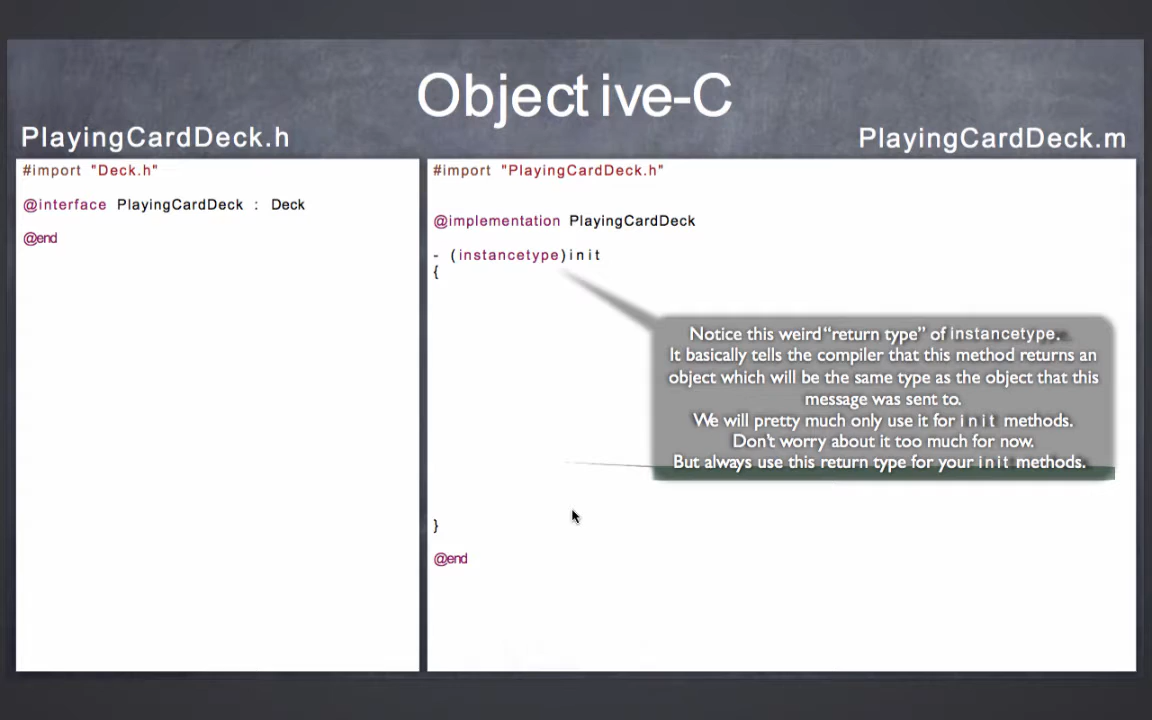 Objective-C
PlayingCardDeck.h
PlayingCardDeck.m
#import "Deck.h"
@interface PlayingCardDeck : Deck
@end
#import "PlayingCardDeck.h"
@implementation PlayingCardDeck
- (instancetype)init
{
Notice this weird “return type” of instancetype.
It basically tells the compiler that this method returns an
object which will be the same type as the object that this
message was sent to.
We will pretty much only use it for init methods.
Don’t worry about it too much for now.
But always use this return type for your init methods.
}
@end